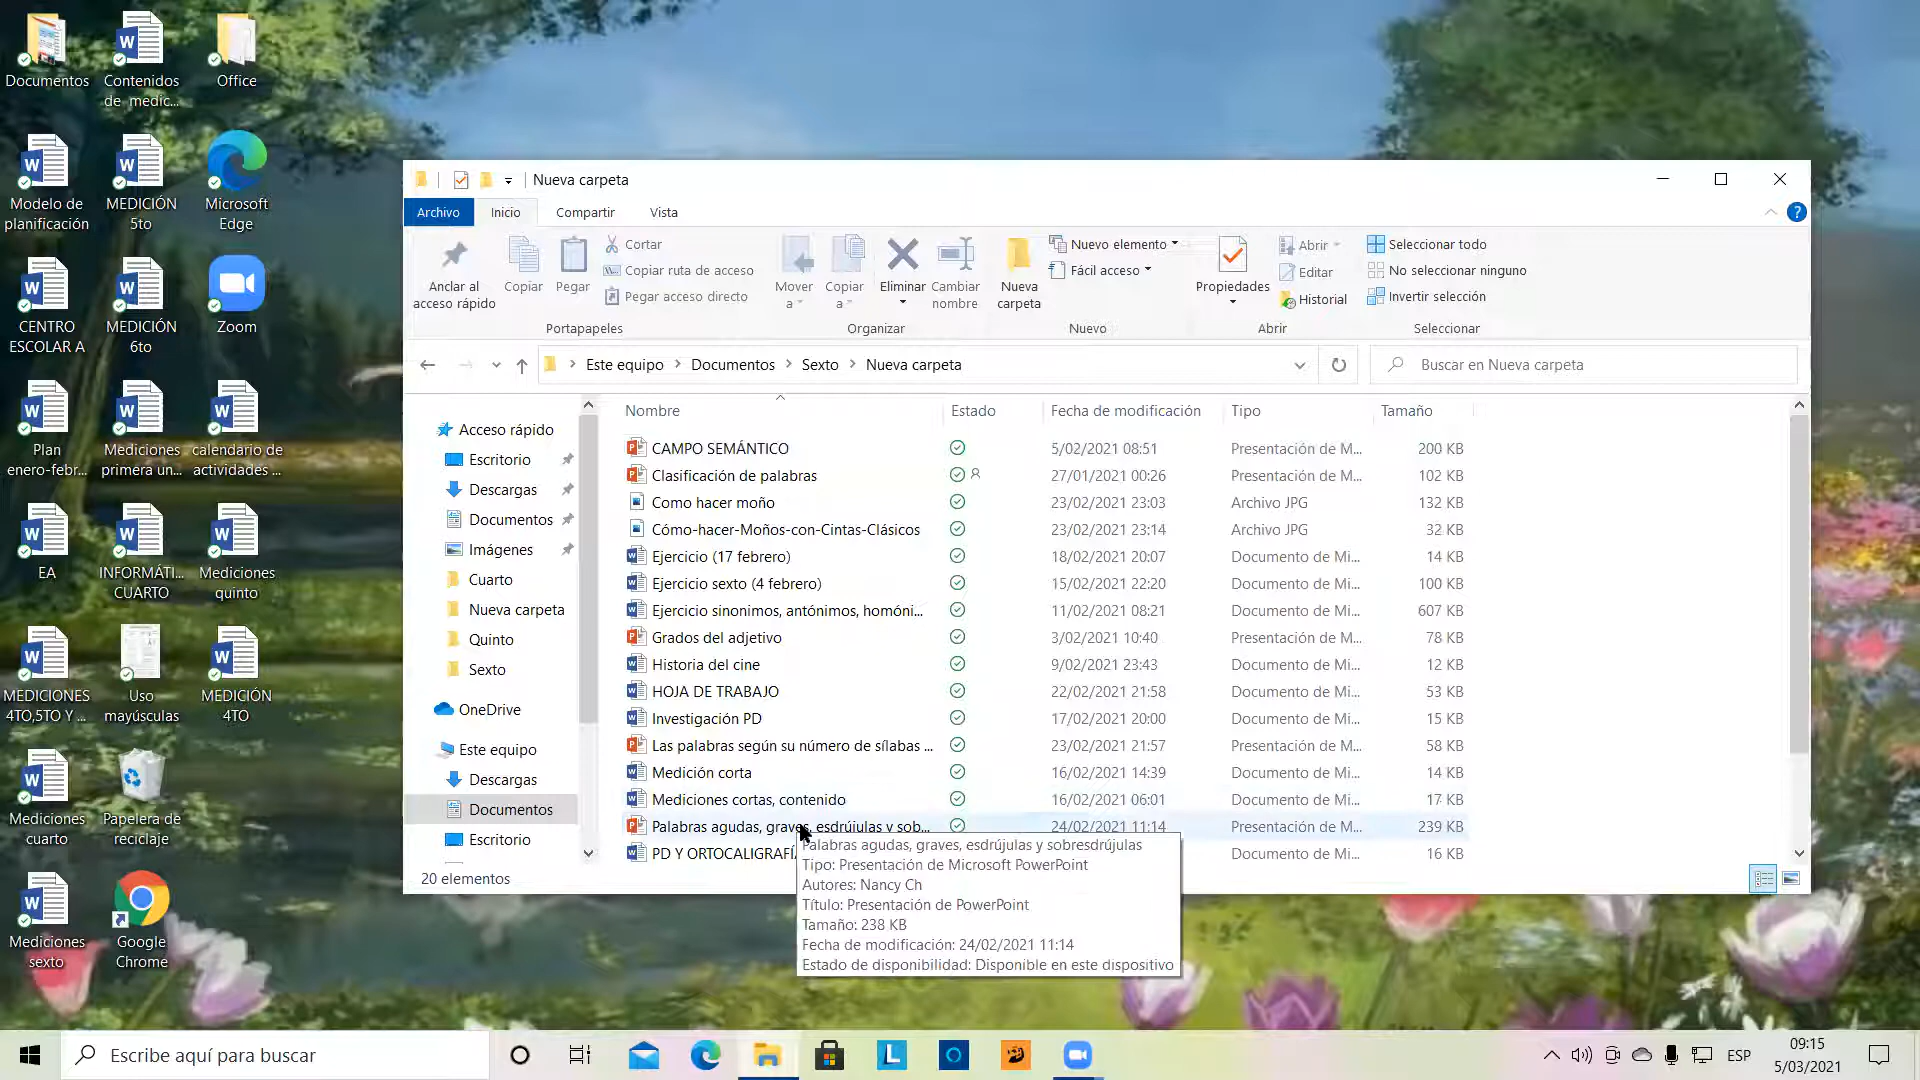 Documentos
Contenidos
de medic...
Office
Modelo de
planificación
MEDICIÓN
5to
Microsoft
Edge
CENTRO
ESCOLAR A
MEDICIÓN
6to
Zoom
Plan
enero-febr...
Mediciones
primera un...
calendario de
actividades ...
EA
INFORMÁTI...
CUARTO
Mediciones
quinto
MEDICIONES
4TO,5TO Y ...
Uso
mayúsculas
MEDICIÓN
4TO
Mediciones
cuarto
Papelera de
reciclaje
Mediciones
sexto
Google
Chrome
Nueva carpeta
Archivo Inicio Compartir Vista
Anclar al
acceso rápido
Copiar
Pegar
Cortar
Copiar ruta de acceso
Pegar acceso directo
Portapapeles
Mover
a
Copiar
a
Eliminar
Cambiar
nombre
Organizar
Nueva
carpeta
Nuevo elemento
Fácil acceso
Nuevo
Propiedades
Abrir
Editar
Historial
Abrir
Seleccionar todo
No seleccionar ninguno
Invertir selección
Seleccionar
Este equipo Documentos Sexto Nueva carpeta
Buscar en Nueva carpeta
Acceso rápido
Escritorio
Descargas
Documentos
Imágenes
Cuarto
Nueva carpeta
Quinto
Sexto
OneDrive
Este equipo
Descargas
Documentos
Escritorio
Nombre Estado Fecha de modificación Tipo Tamaño
CAMPO SEMÁNTICO 5/02/2021 08:51 Presentación de M... 200 KB
Clasificación de palabras 27/01/2021 00:26 Presentación de M... 102 KB
Como hacer moño 23/02/2021 23:03 Archivo JPG 132 KB
Cómo-hacer-Moños-con-Cintas-Clásicos 23/02/2021 23:14 Archivo JPG 32 KB
Ejercicio (17 febrero) 18/02/2021 20:07 Documento de Mi... 14 KB
Ejercicio sexto (4 febrero) 15/02/2021 22:20 Documento de Mi... 100 KB
Ejercicio sinonimos, antónimos, homóni... 11/02/2021 08:21 Documento de Mi... 607 KB
Grados del adjetivo 3/02/2021 10:40 Presentación de M... 78 KB
Historia del cine 9/02/2021 23:43 Documento de Mi... 12 KB
HOJA DE TRABAJO 22/02/2021 21:58 Documento de Mi... 53 KB
Investigación PD 17/02/2021 20:00 Documento de Mi... 15 KB
Las palabras según su número de sílabas ... 23/02/2021 21:57 Presentación de M... 58 KB
Medición corta 16/02/2021 14:39 Documento de Mi... 14 KB
Mediciones cortas, contenido 16/02/2021 06:01 Documento de Mi... 17 KB
Palabras agudas, graves, esdrújulas y sob... 24/02/2021 11:14 Presentación de M... 239 KB
PD Y ORTOCALIGRAFÍA Documento de Mi... 16 KB
Palabras agudas, graves, esdrújulas y sobresdrújulas
Tipo: Presentación de Microsoft PowerPoint
Autores: Nancy Ch
Título: Presentación de PowerPoint
Tamaño: 238 KB
Fecha de modificación: 24/02/2021 11:14
Estado de disponibilidad: Disponible en este dispositivo
20 elementos
Escribe aquí para buscar
ESP
09:15
5/03/2021